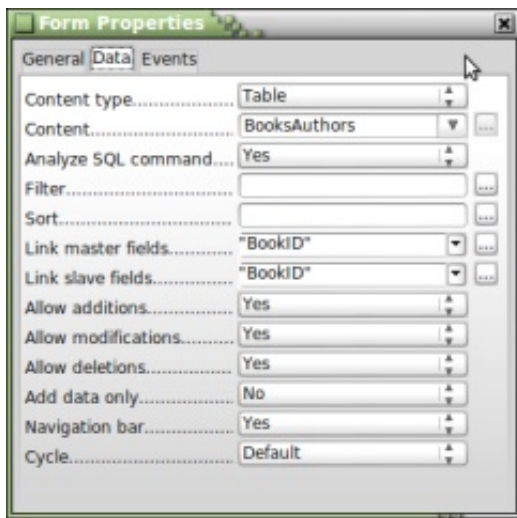 Form Properties
General Data Events
Content type.................... Table
Content............................ BooksAuthors
Analyze SQL command.... Yes
Filter.................................
Sort..................................
Link master fields............ "BookID"
Link slave fields.............. "BookID"
Allow additions............... Yes
Allow modifications.......... Yes
Allow deletions................ Yes
Add data only.................. No
Navigation bar................. Yes
Cycle............................... Default